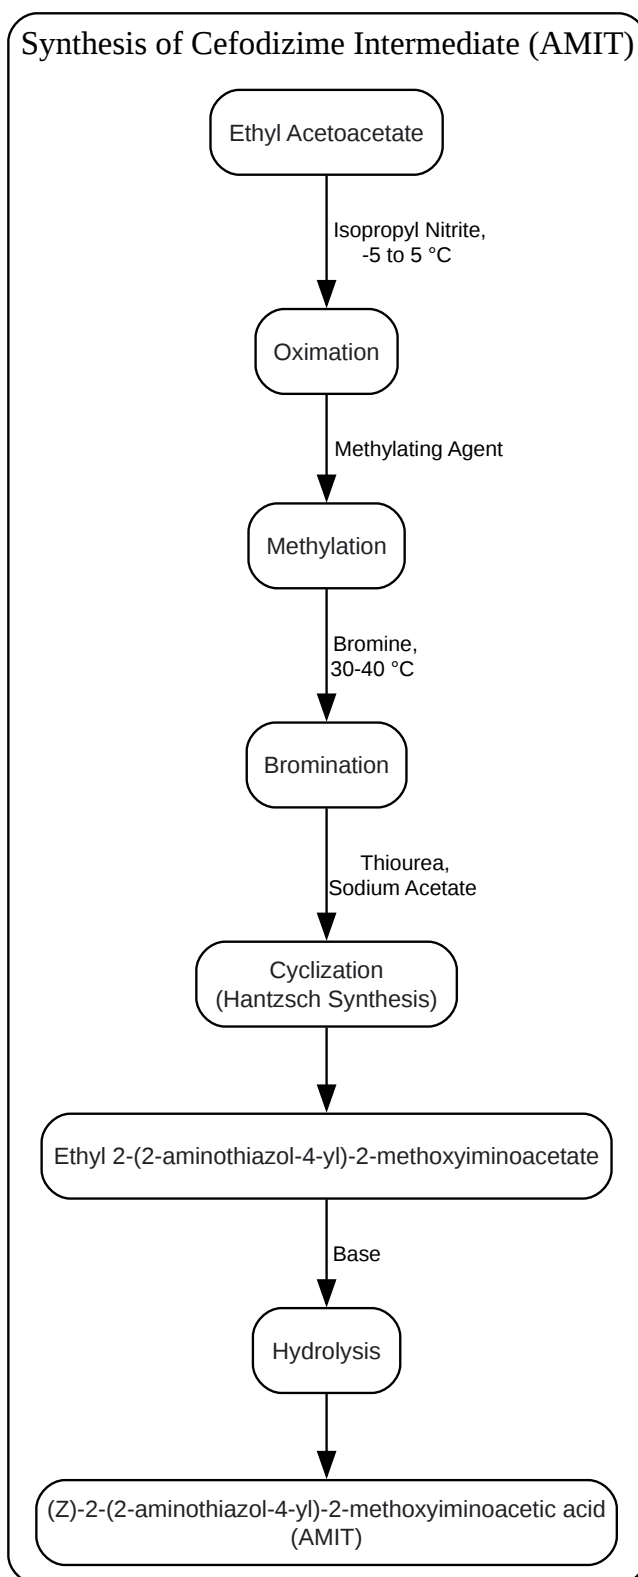 Synthesis of Cefodizime Intermediate (AMIT)
Ethyl Acetoacetate
Isopropyl Nitrite,
-5 to 5 °C
Oximation
Methylating Agent
Methylation
Bromine,
30-40 °C
Bromination
Thiourea,
Sodium Acetate
Cyclization
(Hantzsch Synthesis)
Ethyl 2-(2-aminothiazol-4-yl)-2-methoxyiminoacetate
Base
Hydrolysis
(Z)-2-(2-aminothiazol-4-yl)-2-methoxyiminoacetic acid
(AMIT)